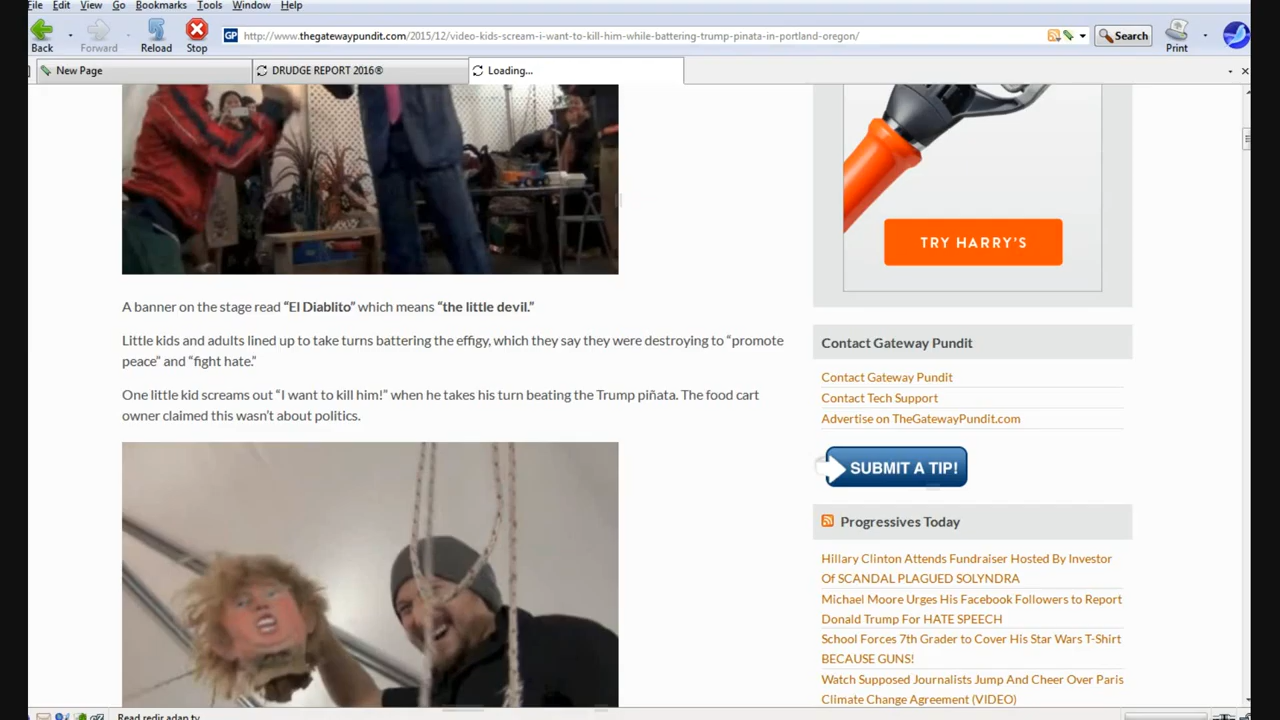 File Edit View Go Bookmarks Tools Window Help
Back Forward Reload Stop
GP http://www.thegatewaypundit.com/2015/12/video-kids-scream-i-want-to-kill-him-while-battering-trump-pinata-in-portland-oregon/
Search
Print
New Page
DRUDGE REPORT 2016®
Loading...
TRY HARRY'S
A banner on the stage read “El Diablito” which means “the little devil.”
Little kids and adults lined up to take turns battering the effigy, which they say they were destroying to “promote
peace” and “fight hate.”
One little kid screams out “I want to kill him!” when he takes his turn beating the Trump piñata. The food cart
owner claimed this wasn’t about politics.
Contact Gateway Pundit
Contact Gateway Pundit
Contact Tech Support
Advertise on TheGatewayPundit.com
SUBMIT A TIP!
Progressives Today
Hillary Clinton Attends Fundraiser Hosted By Investor
Of SCANDAL PLAGUED SOLYNDRA
Michael Moore Urges His Facebook Followers to Report
Donald Trump For HATE SPEECH
School Forces 7th Grader to Cover His Star Wars T-Shirt
BECAUSE GUNS!
Watch Supposed Journalists Jump And Cheer Over Paris
Climate Change Agreement (VIDEO)
Read redir.adap.tv